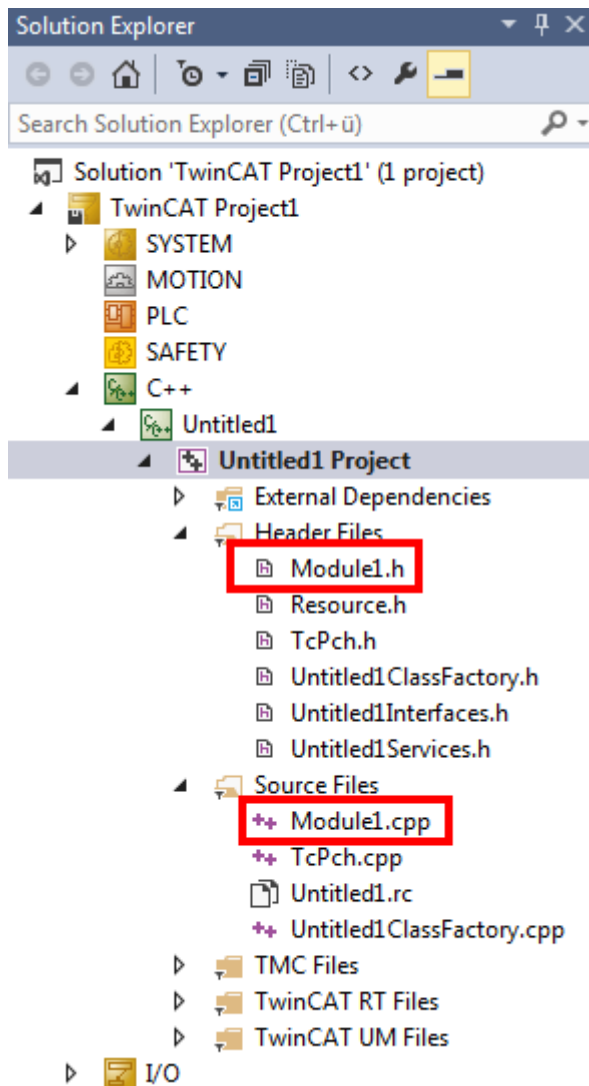 Solution Explorer
Search Solution Explorer (Ctrl+ü)
Solution 'TwinCAT Project1' (1 project)
TwinCAT Project1
SYSTEM
MOTION
PLC
SAFETY
C++
Untitled1
Untitled1 Project
External Dependencies
Header Files
Module1.h
Resource.h
TcPch.h
Untitled1ClassFactory.h
Untitled1Interfaces.h
Untitled1Services.h
Source Files
Module1.cpp
TcPch.cpp
Untitled1.rc
Untitled1ClassFactory.cpp
TMC Files
TwinCAT RT Files
TwinCAT UM Files
I/O